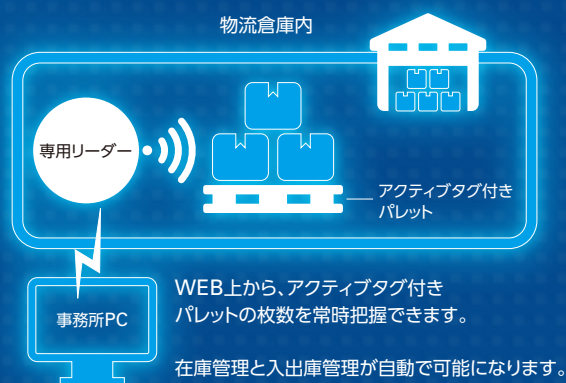 物流倉庫内
専用リーダー
アクティブタグ付き
パレット
事務所PC
WEB上から、アクティブタグ付き
パレットの枚数を常時把握できます。
在庫管理と入出庫管理が自動で可能になります。